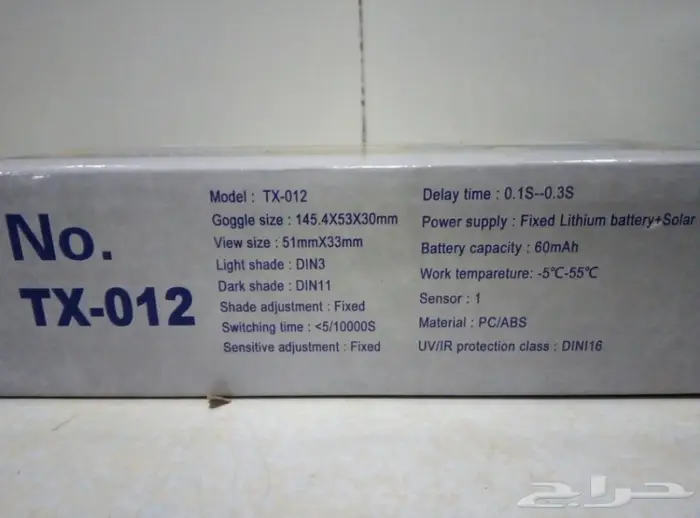 No.
TX-012
Model : TX-012
Goggle size : 145.4X53X30mm
View size : 51mmX33mm
Light shade : DIN3
Dark shade : DIN11
Shade adjustment : Fixed
Switching time : <5/10000S
Sensitive adjustment : Fixed
Delay time : 0.1S--0.3S
Power supply : Fixed Lithium battery+Solar
Battery capacity : 60mAh
Work tempareture: -5℃-55℃
Sensor : 1
Material : PC/ABS
UV/IR protection class : DINI16
حراج